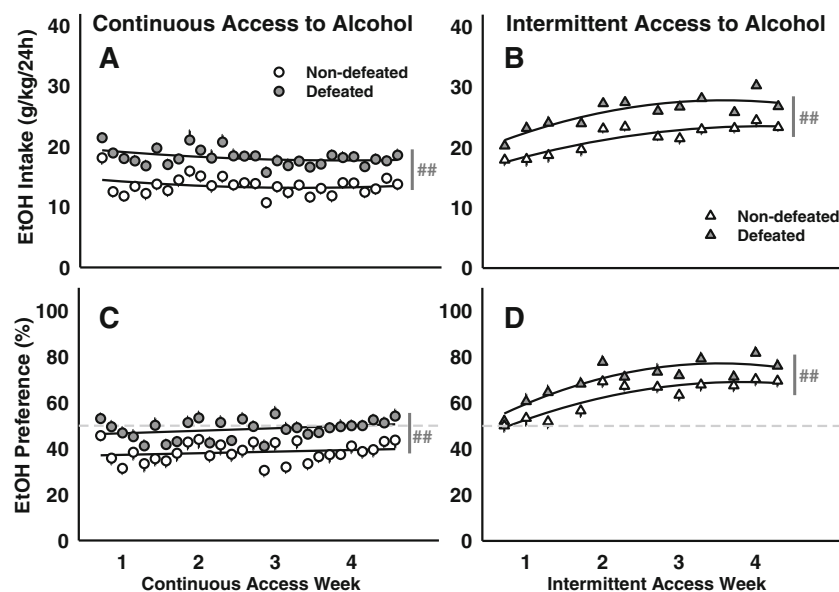 Continuous Access to Alcohol
Intermittent Access to Alcohol
EtOH Intake (g/kg/24h)
40
30
20
10
0
A
Non-defeated
Defeated
##
40
30
20
10
0
B
##
Non-defeated
Defeated
EtOH Preference (%)
100
80
60
40
20
0
C
##
1 2 3 4
Continuous Access Week
100
80
60
40
20
0
D
##
1 2 3 4
Intermittent Access Week